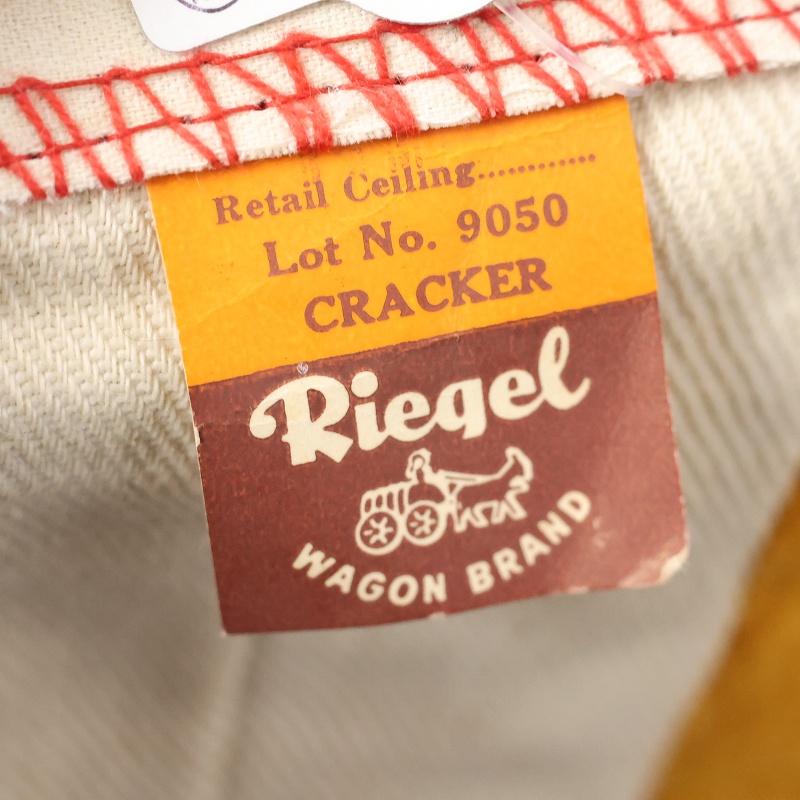 Retail Ceiling............
Lot No. 9050
CRACKER
Riegel
WAGON BRAND